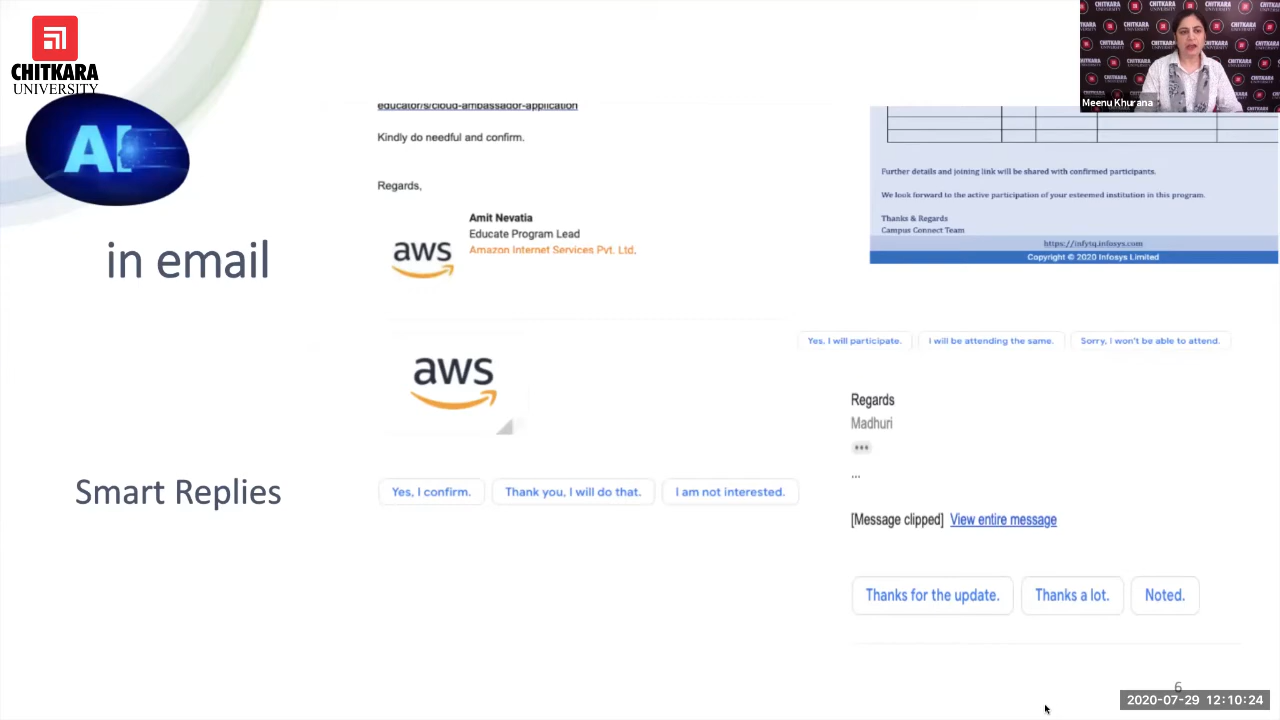 CHITKARA
UNIVERSITY
AI
in email
Smart Replies
educator/s/cloud-ambassador-application
Kindly do needful and confirm.
Regards,
Amit Nevatia
Educate Program Lead
Amazon Internet Services Pvt. Ltd.
aws
aws
Yes, I confirm.
Thank you, I will do that.
I am not interested.
Meenu Khurana
Further details and joining link will be shared with confirmed participants.
We look forward to the active participation of your esteemed institution in this program.
Thanks & Regards
Campus Connect Team
https://infytq.infosys.com
Copyright © 2020 Infosys Limited
Yes, I will participate.
I will be attending the same.
Sorry, I won't be able to attend.
Regards
Madhuri
...
[Message clipped] View entire message
Thanks for the update.
Thanks a lot.
Noted.
6
2020-07-29 12:10:24